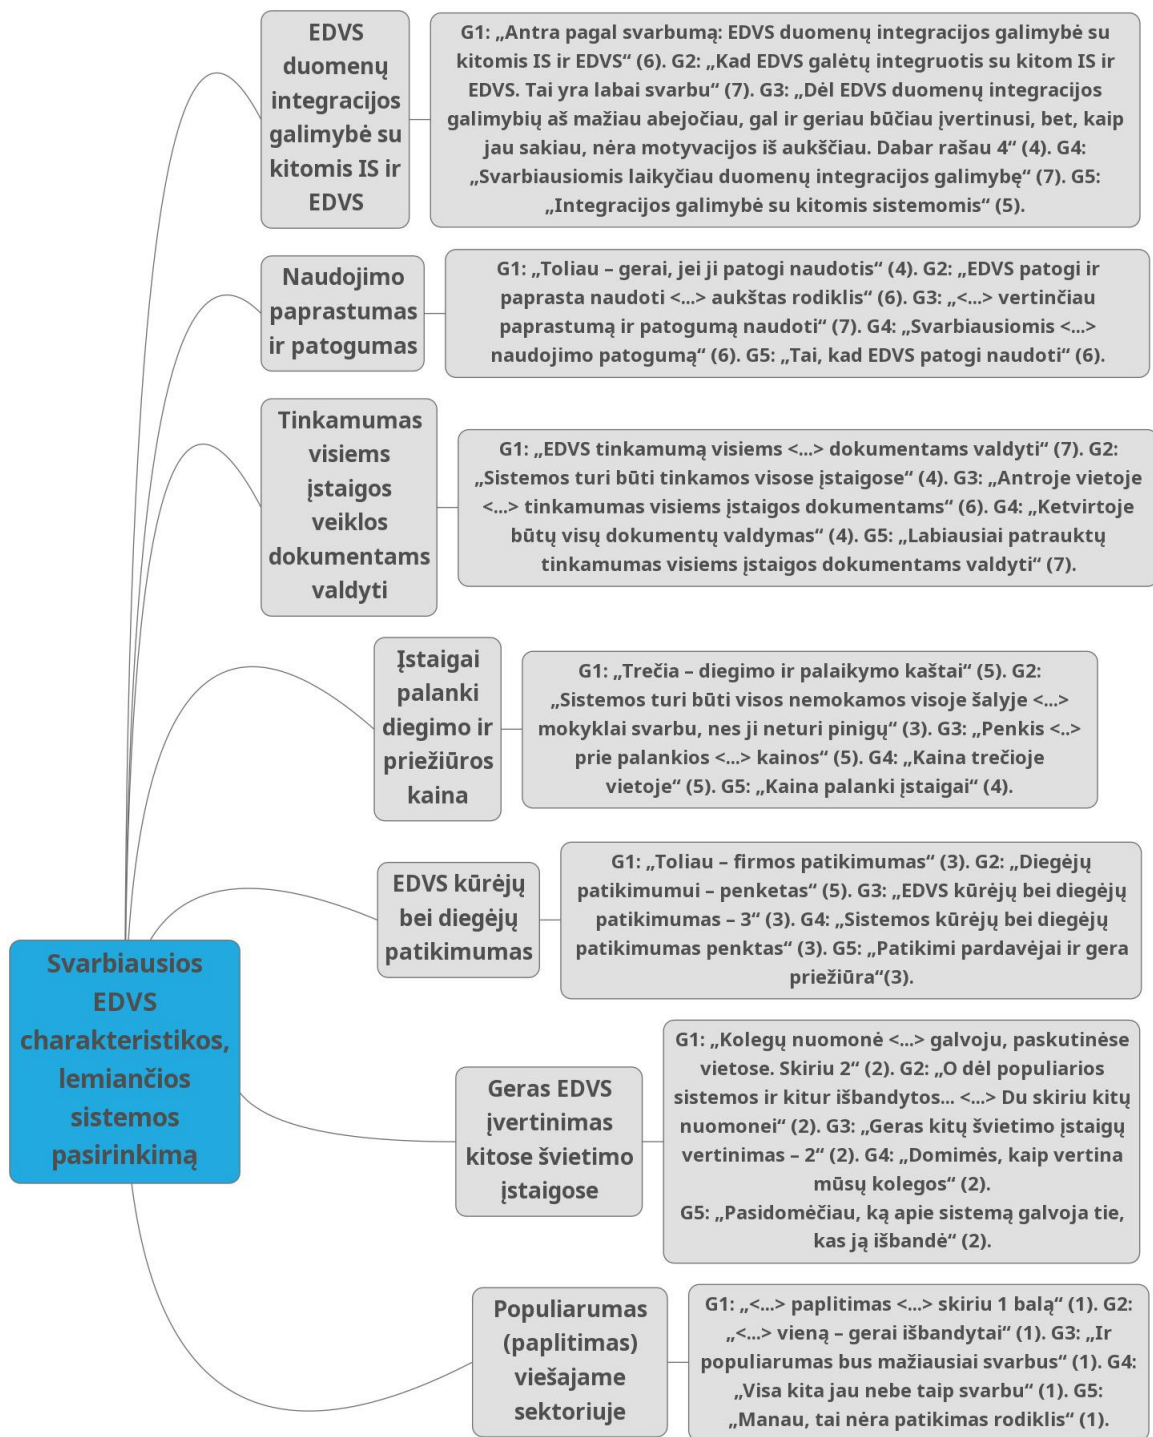 EDVS
duomenų
integracijos
galimybė su
kitomis IS ir
EDVS
G1: „Antra pagal svarbumą: EDVS duomenų integracijos galimybė su
kitomis IS ir EDVS“ (6). G2: „Kad EDVS galėtų integruotis su kitom IS ir
EDVS. Tai yra labai svarbu“ (7). G3: „Dėl EDVS duomenų integracijos
galimybių aš mažiau abejočiau, gal ir geriau būčiau įvertinusi, bet, kaip
jau sakiau, nėra motyvacijos iš aukščiau. Dabar rašau 4“ (4). G4:
„Svarbiausiomis laikyčiau duomenų integracijos galimybę“ (7). G5:
„Integracijos galimybė su kitomis sistemomis“ (5).
Naudojimo
paprastumas
ir patogumas
G1: „Toliau – gerai, jei ji patogi naudotis“ (4). G2: „EDVS patogi ir
paprasta naudoti <...> aukštas rodiklis“ (6). G3: „<...> vertinčiau
paprastumą ir patogumą naudoti“ (7). G4: „Svarbiausiomis <...>
naudojimo patogumą“ (6). G5: „Tai, kad EDVS patogi naudoti“ (6).
Tinkamumas
visiems
įstaigos
veiklos
dokumentams
valdyti
G1: „EDVS tinkamumą visiems <...> dokumentams valdyti“ (7). G2:
„Sistemos turi būti tinkamos visose įstaigose“ (4). G3: „Antroje vietoje
<...> tinkamumas visiems įstaigos dokumentams“ (6). G4: „Ketvirtoje
būtų visų dokumentų valdymas“ (4). G5: „Labiausiai patrauktų
tinkamumas visiems įstaigos dokumentams valdyti“ (7).
Įstaigai
palanki
diegimo ir
priežiūros
kaina
G1: „Trečia – diegimo ir palaikymo kaštai“ (5). G2:
„Sistemos turi būti visos nemokamos visoje šalyje <...>
mokyklai svarbu, nes ji neturi pinigų“ (3). G3: „Penkis <..>
prie palankios <...> kainos“ (5). G4: „Kaina trečioje
vietoje“ (5). G5: „Kaina palanki įstaigai“ (4).
EDVS kūrėjų
bei diegėjų
patikimumas
G1: „Toliau – firmos patikimumas“ (3). G2: „Diegėjų
patikimumui – penketas“ (5). G3: „EDVS kūrėjų bei diegėjų
patikimumas – 3“ (3). G4: „Sistemos kūrėjų bei diegėjų
patikimumas penktas“ (3). G5: „Patikimi pardavėjai ir gera
priežiūra“(3).
Svarbiausios
EDVS
charakteristikos,
lemiančios
sistemos
pasirinkimą
Geras EDVS
įvertinimas
kitose švietimo
įstaigose
G1: „Kolegų nuomonė <...> galvoju, paskutinėse
vietose. Skiriu 2“ (2). G2: „O dėl populiarios
sistemos ir kitur išbandytos... <...> Du skiriu kitų
nuomonei“ (2). G3: „Geras kitų švietimo įstaigų
vertinimas – 2“ (2). G4: „Domimės, kaip vertina
mūsų kolegos“ (2).
G5: „Pasidomėčiau, ką apie sistemą galvoja tie,
kas ją išbandė“ (2).
Populiarumas
(paplitimas)
viešajame
sektoriuje
G1: „<...> paplitimas <...> skiriu 1 balą“ (1). G2:
„<...> vieną – gerai išbandytai“ (1). G3: „Ir
populiarumas bus mažiausiai svarbus“ (1). G4:
„Visa kita jau nebe taip svarbu“ (1). G5:
„Manau, tai nėra patikimas rodiklis“ (1).